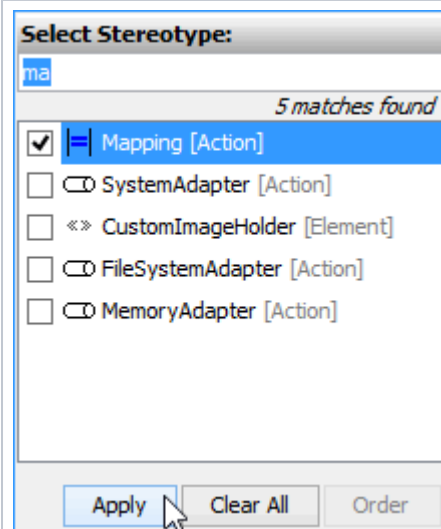 Select Stereotype:
ma
5 matches found
Mapping [Action]
SystemAdapter [Action]
«» CustomImageHolder [Element]
FileSystemAdapter [Action]
MemoryAdapter [Action]
Apply Clear All Order